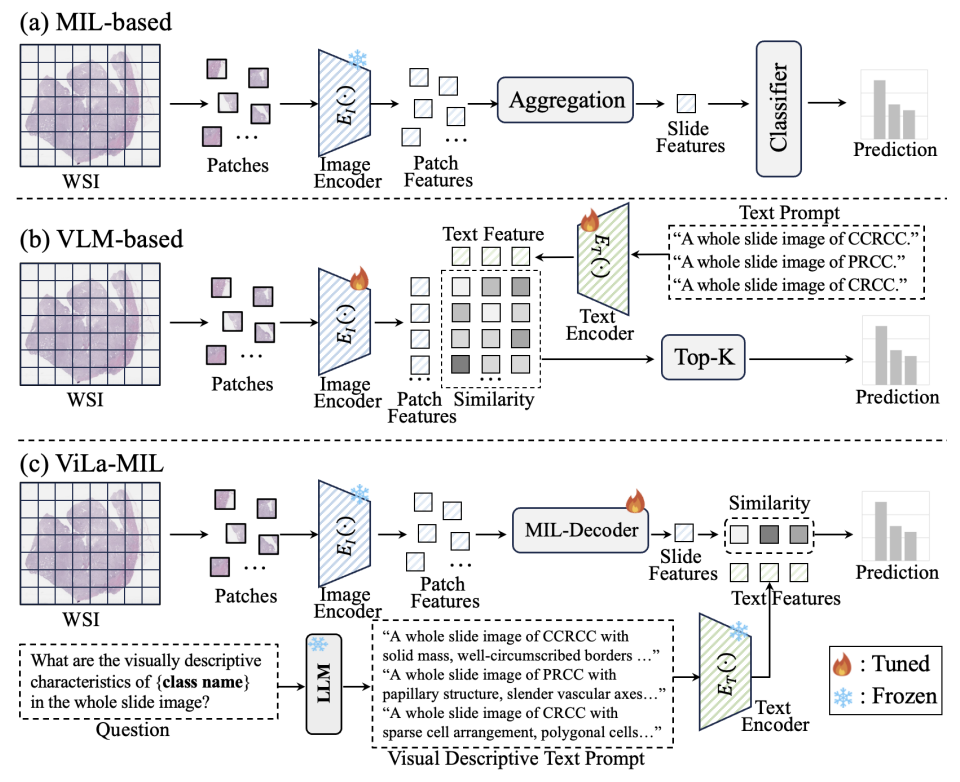 (a) MIL-based
WSI
Patches
E_I(·)
Image
Encoder
Patch
Features
Aggregation
Slide
Features
Classifier
Prediction
(b) VLM-based
WSI
Patches
E_I(·)
Image
Encoder
Patch
Features
Text Feature
Similarity
E_T(·)
Text
Encoder
Text Prompt
“A whole slide image of CCRCC.”
“A whole slide image of PRCC.”
“A whole slide image of CRCC.”
Top-K
Prediction
(c) ViLa-MIL
WSI
Patches
E_I(·)
Image
Encoder
Patch
Features
MIL-Decoder
Slide
Features
Similarity
Text Features
Prediction
What are the visually descriptive
characteristics of {class name}
in the whole slide image?
Question
LLM
“A whole slide image of CCRCC with
solid mass, well-circumscribed borders …”
“A whole slide image of PRCC with
papillary structure, slender vascular axes…”
“A whole slide image of CRCC with
sparse cell arrangement, polygonal cells…”
Visual Descriptive Text Prompt
E_T(·)
Text
Encoder
: Tuned
: Frozen